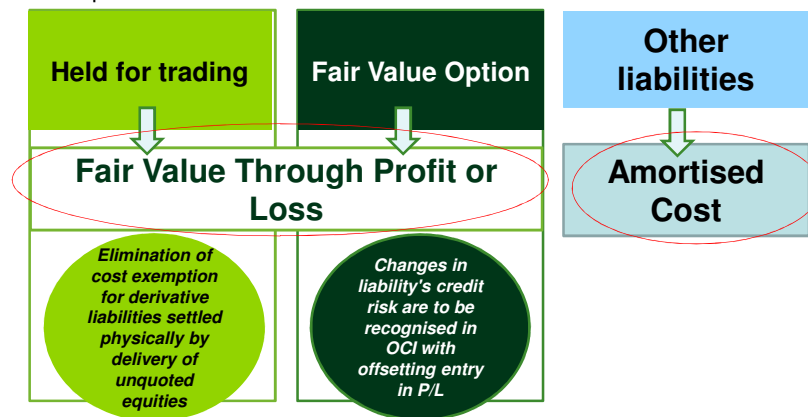 Held for trading
Fair Value Option
Other
liabilities
Fair Value Through Profit or
Loss
Amortised
Cost
Elimination of
cost exemption
for derivative
liabilities settled
physically by
delivery of
unquoted
equities
Changes in
liability's credit
risk are to be
recognised in
OCI with
offsetting entry
in P/L